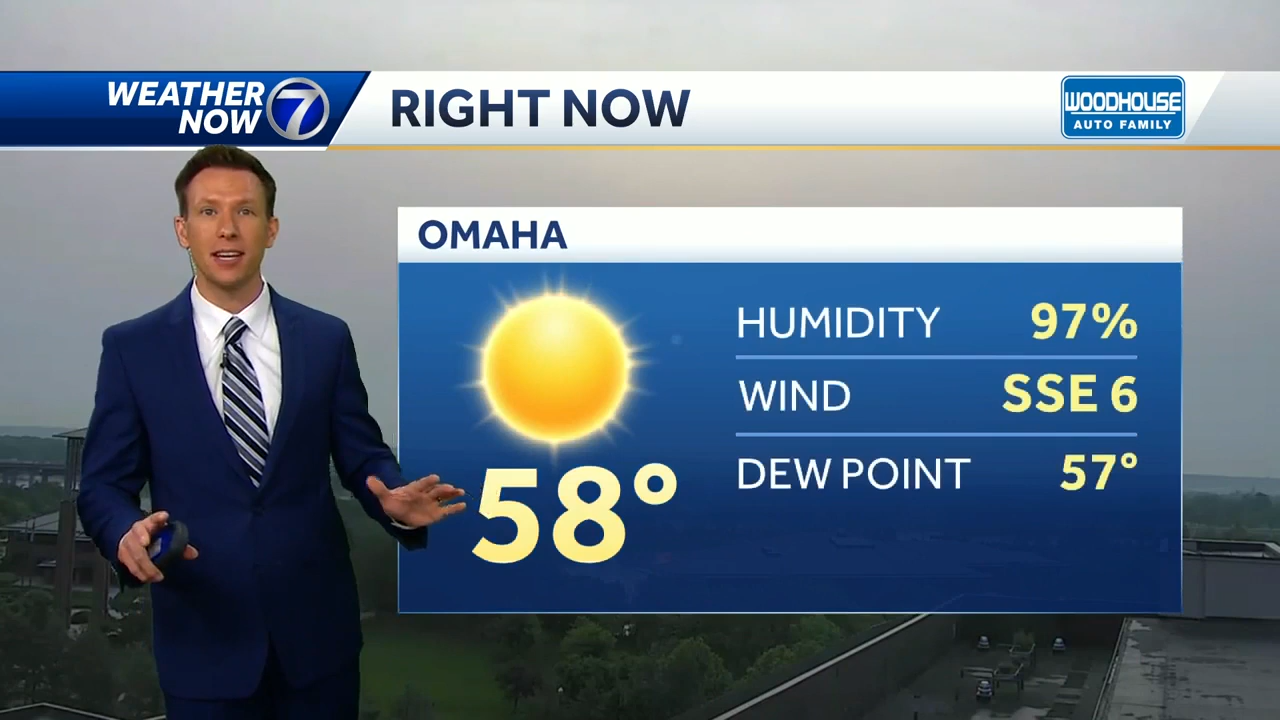 WEATHER
NOW 7
RIGHT NOW
WOODHOUSE
AUTO FAMILY
OMAHA
HUMIDITY 97%
WIND SSE 6
DEW POINT 57°
58°